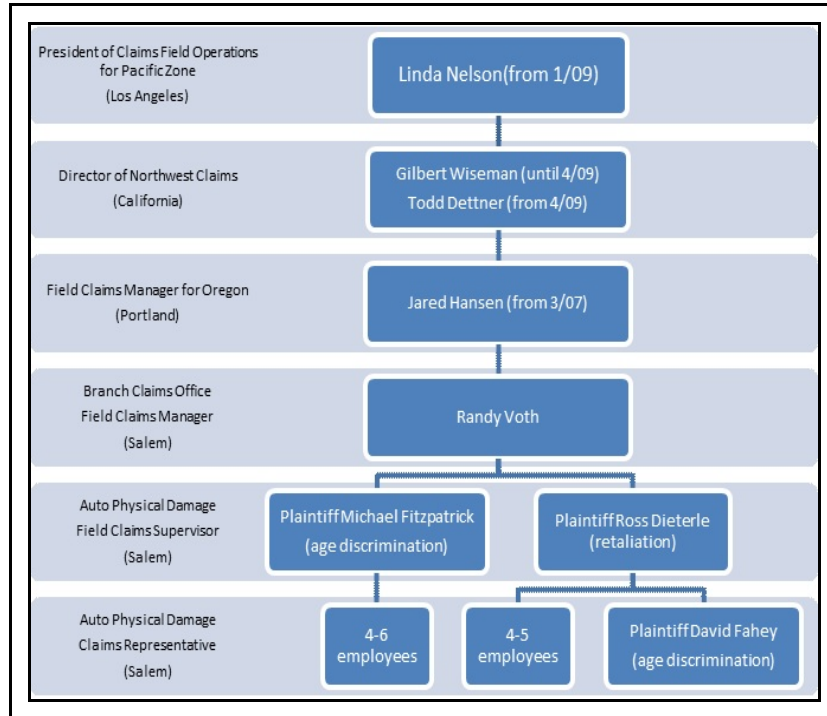 President of Claims Field Operations
for Pacific Zone
(Los Angeles)
Linda Nelson(from 1/09)
Director of Northwest Claims
(California)
Gilbert Wiseman (until 4/09)
Todd Dettner (from 4/09)
Field Claims Manager for Oregon
(Portland)
Jared Hansen (from 3/07)
Branch Claims Office
Field Claims Manager
(Salem)
Randy Voth
Auto Physical Damage
Field Claims Supervisor
(Salem)
Plaintiff Michael Fitzpatrick
(age discrimination)
Plaintiff Ross Dieterle
(retaliation)
Auto Physical Damage
Claims Representative
(Salem)
4-6
employees
4-5
employees
Plaintiff David Fahey
(age discrimination)